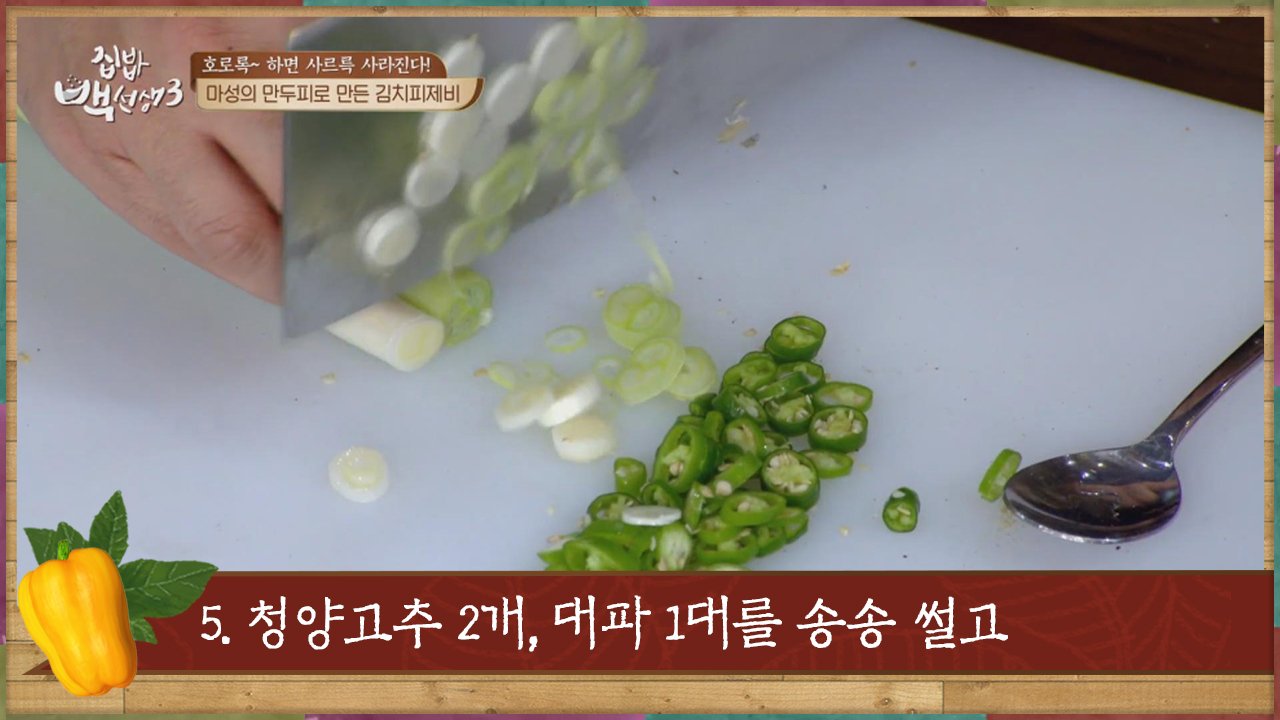 집밥
백선생3
호로록~ 하면 사르륵 사라진다!
마성의 만두피로 만든 김치피제비
5. 청양고추 2개, 대파 1대를 송송 썰고